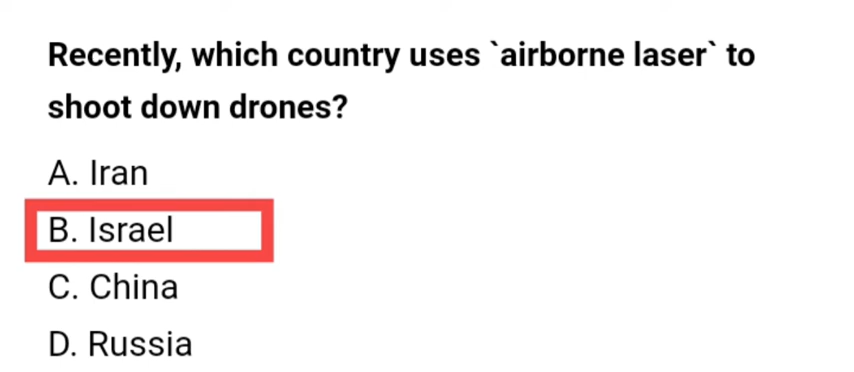 Recently, which country uses `airborne laser` to
shoot down drones?
A. Iran
B. Israel
C. China
D. Russia